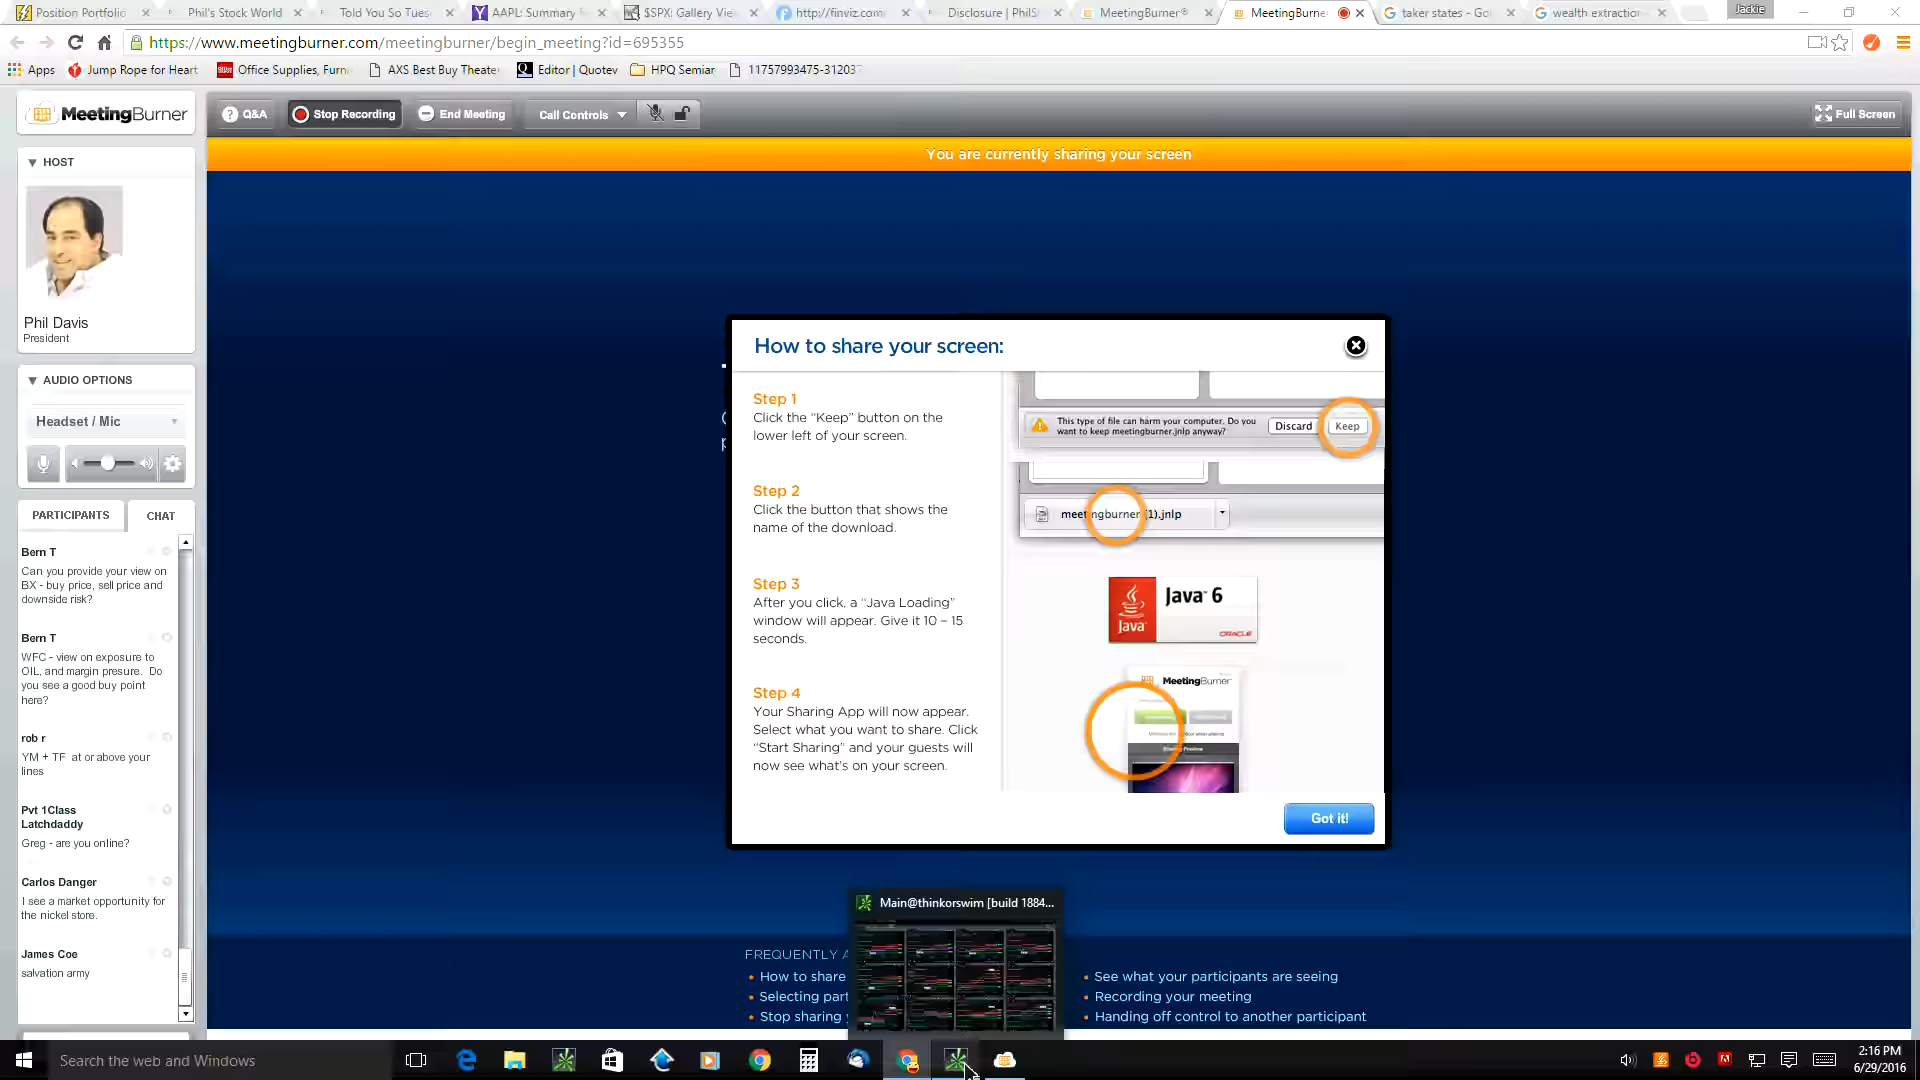 Position Portfolio
Phil's Stock World
Told You So Tues
AAPL: Summary
$SPX: Gallery Vie
http://finviz.com
Disclosure | PhilS
MeetingBurner®
MeetingBurne
taker states - Go
wealth extraction
Jackie
https://www.meetingburner.com/meetingburner/begin_meeting?id=695355
Apps
Jump Rope for Heart
Office Supplies, Furn
AXS Best Buy Theate
Editor | Quotev
HPQ Semiar
11757993475-312037
MeetingBurner
Q&A
Stop Recording
End Meeting
Call Controls
Full Screen
You are currently sharing your screen
HOST
Phil Davis
President
AUDIO OPTIONS
Headset / Mic
PARTICIPANTS
CHAT
Bern T
Can you provide your view on
BX - buy price, sell price and
downside risk?
Bern T
WFC - view on exposure to
OIL, and margin presure. Do
you see a good buy point
here?
rob r
YM + TF at or above your
lines
Pvt 1Class
Latchdaddy
Greg - are you online?
Carlos Danger
I see a market opportunity for
the nickel store.
James Coe
salvation army
How to share your screen:
Step 1
Click the “Keep” button on the
lower left of your screen.
This type of file can harm your computer. Do you
want to keep meetingburner.jnlp anyway?
Discard
Keep
Step 2
Click the button that shows the
name of the download.
meetingburner (1).jnlp
Step 3
After you click, a “Java Loading”
window will appear. Give it 10 – 15
seconds.
Java™ 6
Java
ORACLE
Step 4
Your Sharing App will now appear.
Select what you want to share. Click
“Start Sharing” and your guests will
now see what's on your screen.
MeetingBurner
Sharing Preview
Got it!
Main@thinkorswim [build 1884...
FREQUENTLY A
How to share
Selecting part
Stop sharing
See what your participants are seeing
Recording your meeting
Handing off control to another participant
Search the web and Windows
2:16 PM
6/29/2016